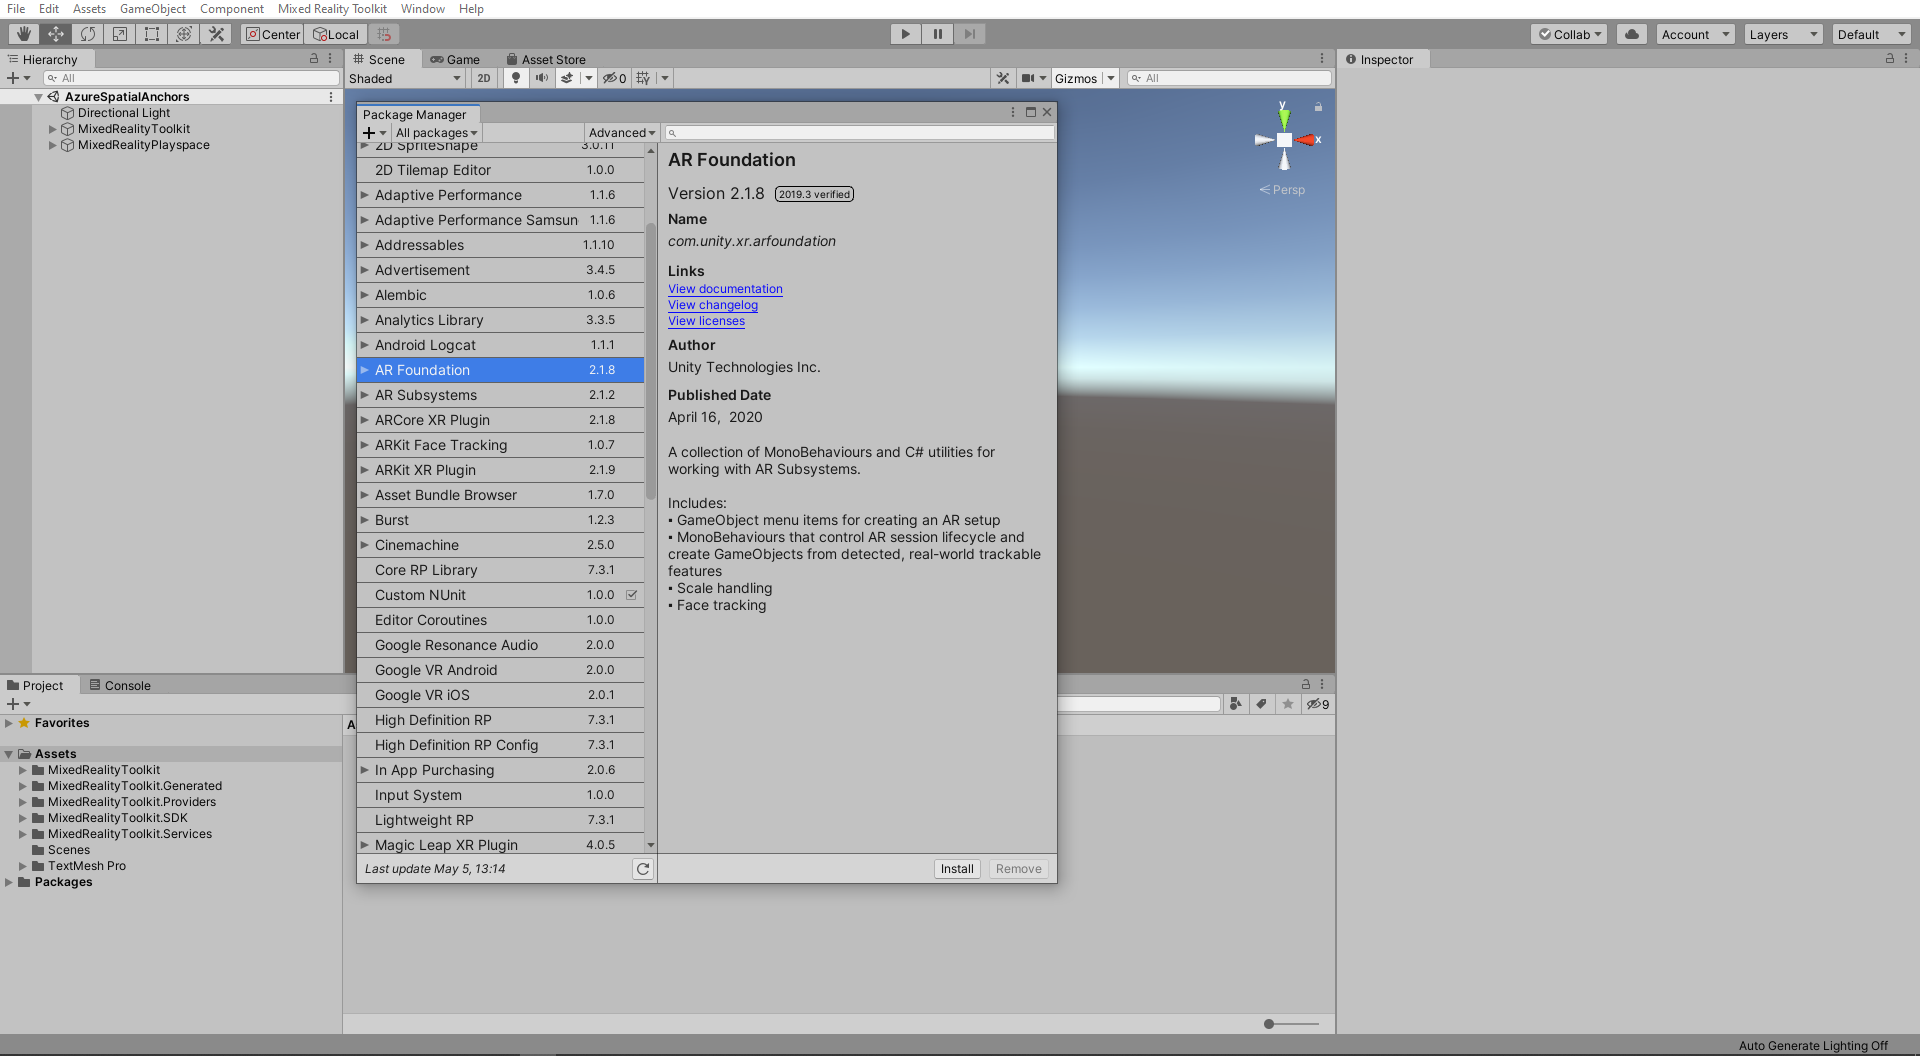 File Edit Assets GameObject Component Mixed Reality Toolkit Window Help
Center Local Collab Account Layers Default
Hierarchy
All
AzureSpatialAnchors
Directional Light
MixedRealityToolkit
MixedRealityPlayspace
Scene Game Asset Store
Shaded 2D 0 Gizmos All
y
x
Persp
Inspector
Package Manager
All packages Advanced
2D SpriteShape 3.0.11
2D Tilemap Editor 1.0.0
Adaptive Performance 1.1.6
Adaptive Performance Samsun 1.1.6
Addressables 1.1.10
Advertisement 3.4.5
Alembic 1.0.6
Analytics Library 3.3.5
Android Logcat 1.1.1
AR Foundation 2.1.8
AR Subsystems 2.1.2
ARCore XR Plugin 2.1.8
ARKit Face Tracking 1.0.7
ARKit XR Plugin 2.1.9
Asset Bundle Browser 1.7.0
Burst 1.2.3
Cinemachine 2.5.0
Core RP Library 7.3.1
Custom NUnit 1.0.0
Editor Coroutines 1.0.0
Google Resonance Audio 2.0.0
Google VR Android 2.0.0
Google VR iOS 2.0.1
High Definition RP 7.3.1
High Definition RP Config 7.3.1
In App Purchasing 2.0.6
Input System 1.0.0
Lightweight RP 7.3.1
Magic Leap XR Plugin 4.0.5
Last update May 5, 13:14
AR Foundation
Version 2.1.8 2019.3 verified
Name
com.unity.xr.arfoundation
Links
View documentation
View changelog
View licenses
Author
Unity Technologies Inc.
Published Date
April 16, 2020
A collection of MonoBehaviours and C# utilities for
working with AR Subsystems.
Includes:
▪ GameObject menu items for creating an AR setup
▪ MonoBehaviours that control AR session lifecycle and
create GameObjects from detected, real-world trackable
features
▪ Scale handling
▪ Face tracking
Install Remove
Project Console
9
A
Favorites
Assets
MixedRealityToolkit
MixedRealityToolkit.Generated
MixedRealityToolkit.Providers
MixedRealityToolkit.SDK
MixedRealityToolkit.Services
Scenes
TextMesh Pro
Packages
Auto Generate Lighting Off